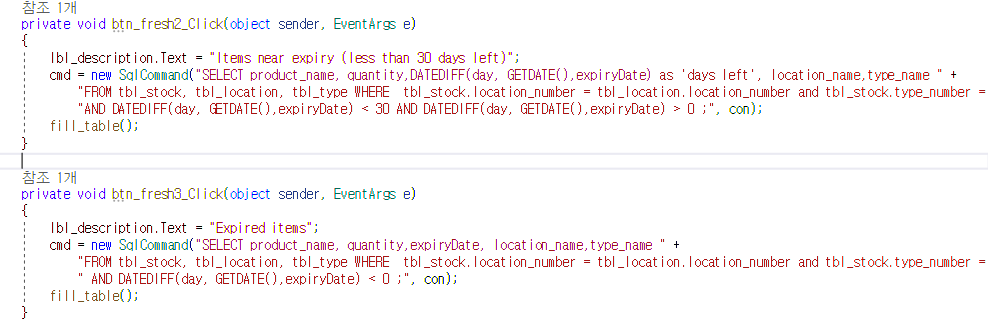 참조 1개
private void btn_fresh2_Click(object sender, EventArgs e)
{
lbl_description.Text = "Items near expiry (less than 30 days left)";
cmd = new SqlCommand("SELECT product_name, quantity,DATEDIFF(day, GETDATE(),expiryDate) as 'days left', location_name,type_name " +
"FROM tbl_stock, tbl_location, tbl_type WHERE  tbl_stock.location_number = tbl_location.location_number and tbl_stock.type_number =
"AND DATEDIFF(day, GETDATE(),expiryDate) < 30 AND DATEDIFF(day, GETDATE(),expiryDate) > 0 ;", con);
fill_table();
}
참조 1개
private void btn_fresh3_Click(object sender, EventArgs e)
{
lbl_description.Text = "Expired items";
cmd = new SqlCommand("SELECT product_name, quantity,expiryDate, location_name,type_name " +
"FROM tbl_stock, tbl_location, tbl_type WHERE  tbl_stock.location_number = tbl_location.location_number and tbl_stock.type_number =
" AND DATEDIFF(day, GETDATE(),expiryDate) < 0 ;", con);
fill_table();
}